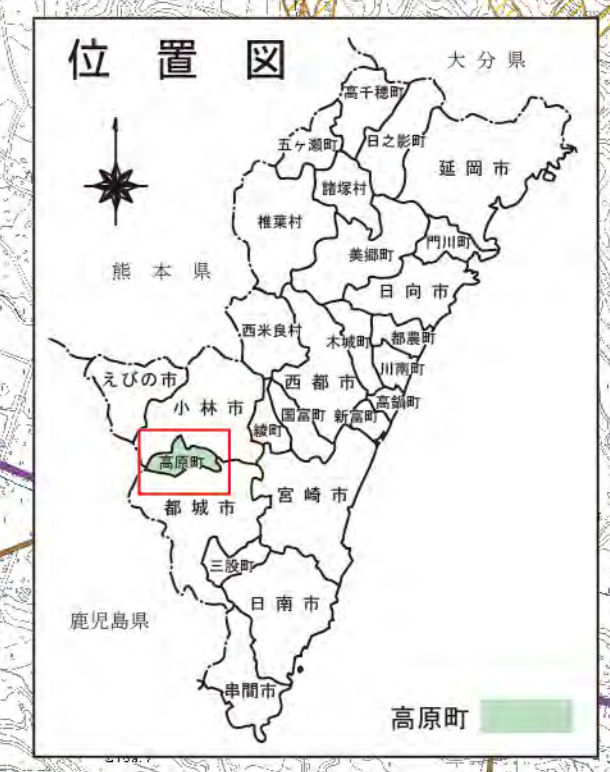 位置図
大分県
高千穂町
五ヶ瀬町
日之影町
延岡市
諸塚村
椎葉村
門川町
美郷町
熊本県
日向市
西米良村
木城町
都農町
川南町
えびの市
西都市
小林市
高鍋町
国富町
新富町
綾町
高原町
宮崎市
都城市
三股町
日南市
鹿児島県
串間市
高原町